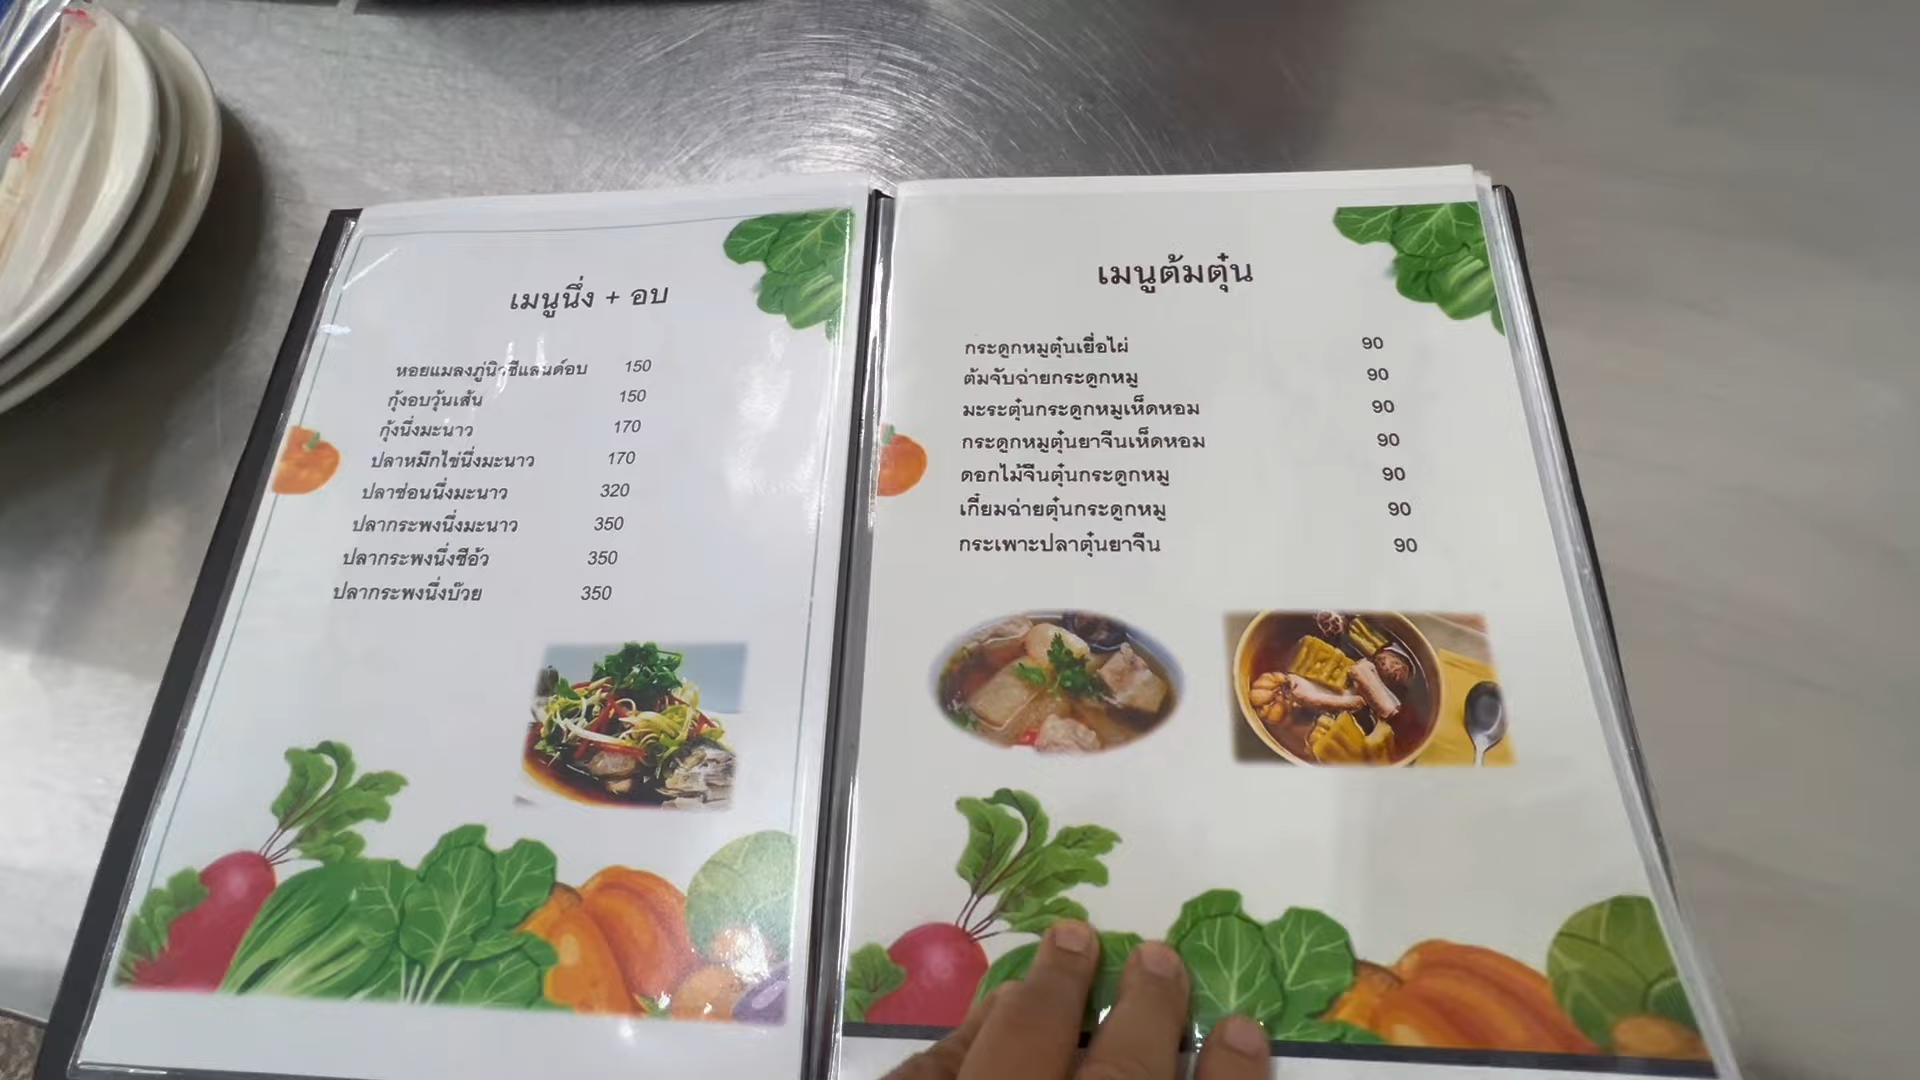 เมนูนึ่ง + อบ
หอยแมลงภู่นิวซีแลนด์อบ 150
กุ้งอบวุ้นเส้น 150
กุ้งนึ่งมะนาว 170
ปลาหมึกไข่นึ่งมะนาว 170
ปลาช่อนนึ่งมะนาว 320
ปลากระพงนึ่งมะนาว 350
ปลากระพงนึ่งซีอิ้ว 350
ปลากระพงนึ่งบ๊วย 350
เมนูต้มตุ๋น
กระดูกหมูตุ๋นเยื่อไผ่ 90
ต้มจับฉ่ายกระดูกหมู 90
มะระตุ๋นกระดูกหมูเห็ดหอม 90
กระดูกหมูตุ๋นยาจีนเห็ดหอม 90
ดอกไม้จีนตุ๋นกระดูกหมู 90
เกี๋ยมฉ่ายตุ๋นกระดูกหมู 90
กระเพาะปลาตุ๋นยาจีน 90